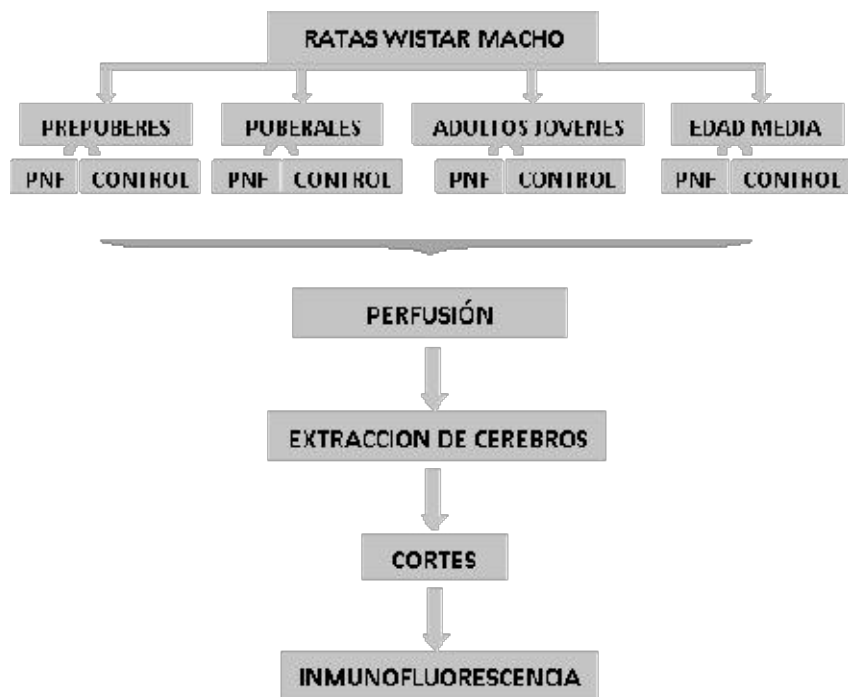 RATAS WISTAR MACHO
PREPUBERES PUBERALES ADULTOS JOVENES EDAD MEDIA
PNF CONTROL PNF CONTROL PNF CONTROL PNF CONTROL
PERFUSIÓN
EXTRACCION DE CEREBROS
CORTES
INMUNOFLUORESCENCIA